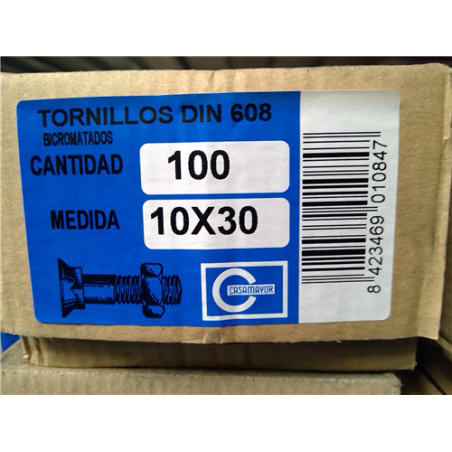 TORNILLOS DIN 608
BICROMATADOS
CANTIDAD 100
MEDIDA 10X30
CASAMAYOR
8 423469 010847